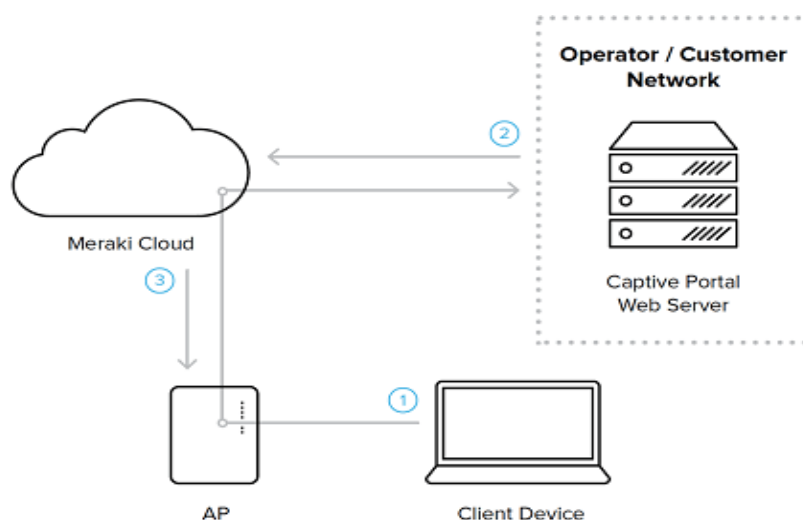 Operator / Customer
Network
2
Meraki Cloud
3
Captive Portal
Web Server
1
AP
Client Device